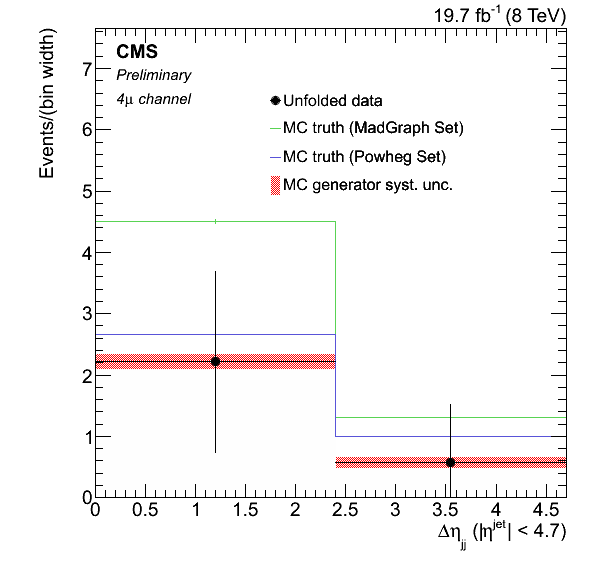 19.7 fb⁻¹ (8 TeV)
Events/(bin width)
CMS
Preliminary
4μ channel
Unfolded data
MC truth (MadGraph Set)
MC truth (Powheg Set)
MC generator syst. unc.
7
6
5
4
3
2
1
0
0 0.5 1 1.5 2 2.5 3 3.5 4 4.5
Δη_jj (|η^jet| < 4.7)